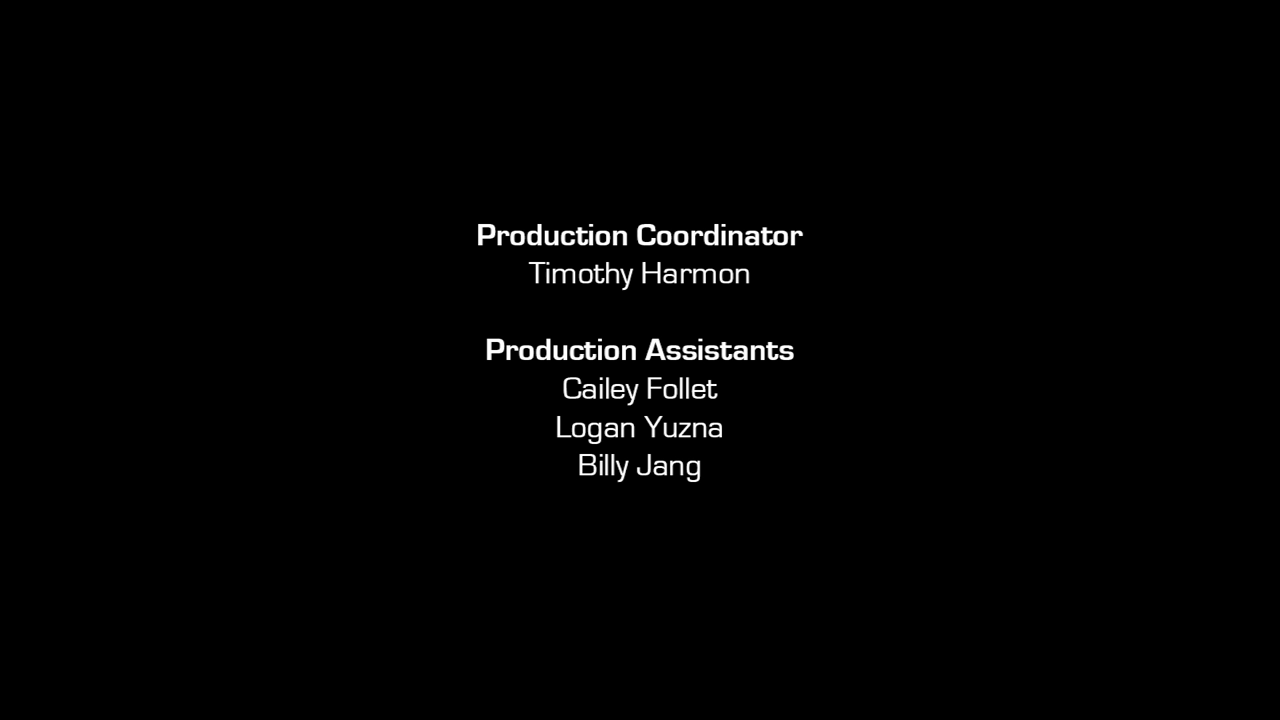 Production Coordinator
Timothy Harmon
Production Assistants
Cailey Follet
Logan Yuzna
Billy Jang